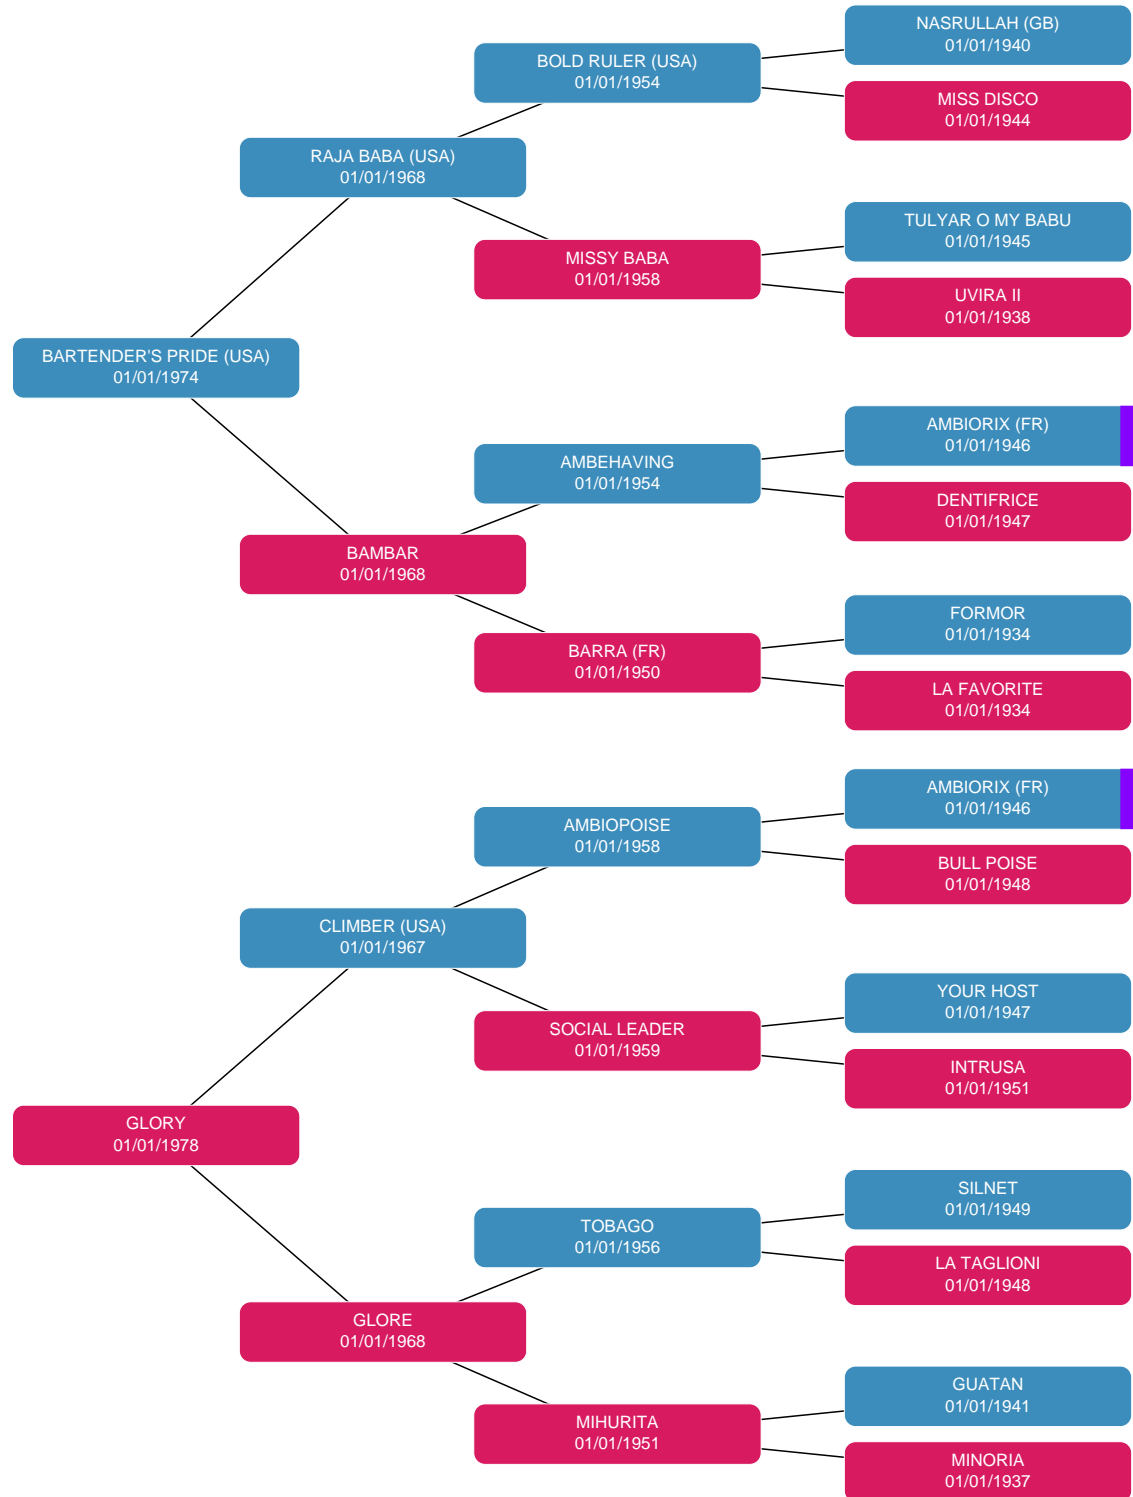 NASRULLAH (GB)
01/01/1940
BOLD RULER (USA)
01/01/1954
MISS DISCO
01/01/1944
RAJA BABA (USA)
01/01/1968
TULYAR O MY BABU
01/01/1945
MISSY BABA
01/01/1958
UVIRA II
01/01/1938
BARTENDER'S PRIDE (USA)
01/01/1974
AMBIORIX (FR)
01/01/1946
AMBEHAVING
01/01/1954
DENTIFRICE
01/01/1947
BAMBAR
01/01/1968
FORMOR
01/01/1934
BARRA (FR)
01/01/1950
LA FAVORITE
01/01/1934
AMBIORIX (FR)
01/01/1946
AMBIOPOISE
01/01/1958
BULL POISE
01/01/1948
CLIMBER (USA)
01/01/1967
YOUR HOST
01/01/1947
SOCIAL LEADER
01/01/1959
INTRUSA
01/01/1951
GLORY
01/01/1978
SILNET
01/01/1949
TOBAGO
01/01/1956
LA TAGLIONI
01/01/1948
GLORE
01/01/1968
GUATAN
01/01/1941
MIHURITA
01/01/1951
MINORIA
01/01/1937